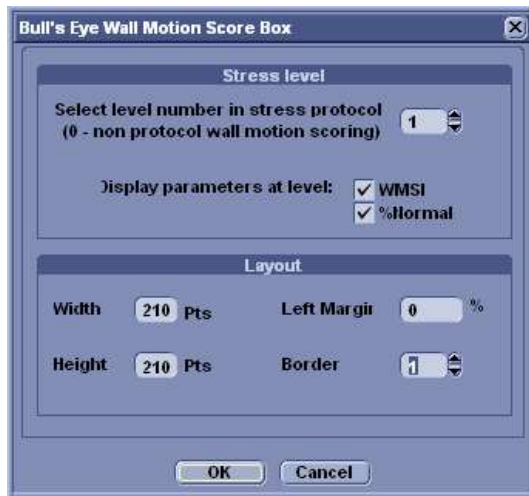 Bull's Eye Wall Motion Score Box
Stress level
Select level number in stress protocol
(0 - non protocol wall motion scoring)
1
Display parameters at level:
WMSI
%Normal
Layout
Width 210 Pts Left Margin 0 %
Height 210 Pts Border 1
OK Cancel